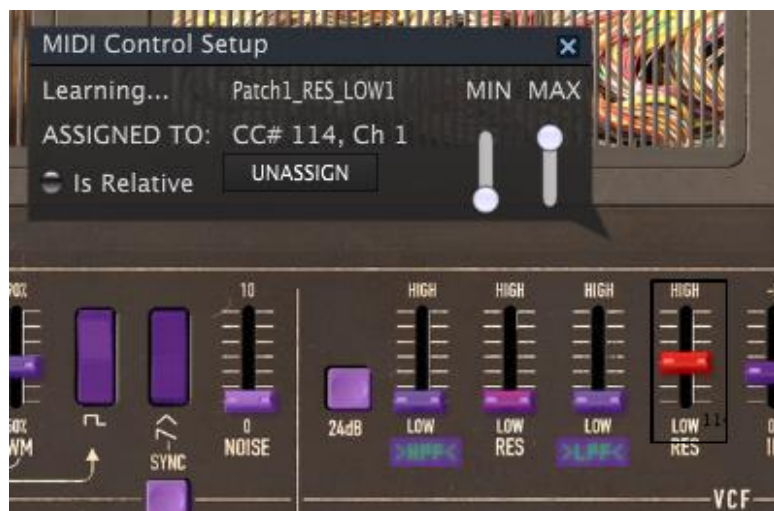 MIDI Control Setup
Learning... Patch1_RES_LOW1 MIN MAX
ASSIGNED TO: CC# 114, Ch 1
Is Relative UNASSIGN
10 HIGH HIGH HIGH HIGH
24dB
0 LOW LOW LOW LOW
NOISE >HPF< RES >LPF< RES
SYNC
VCF